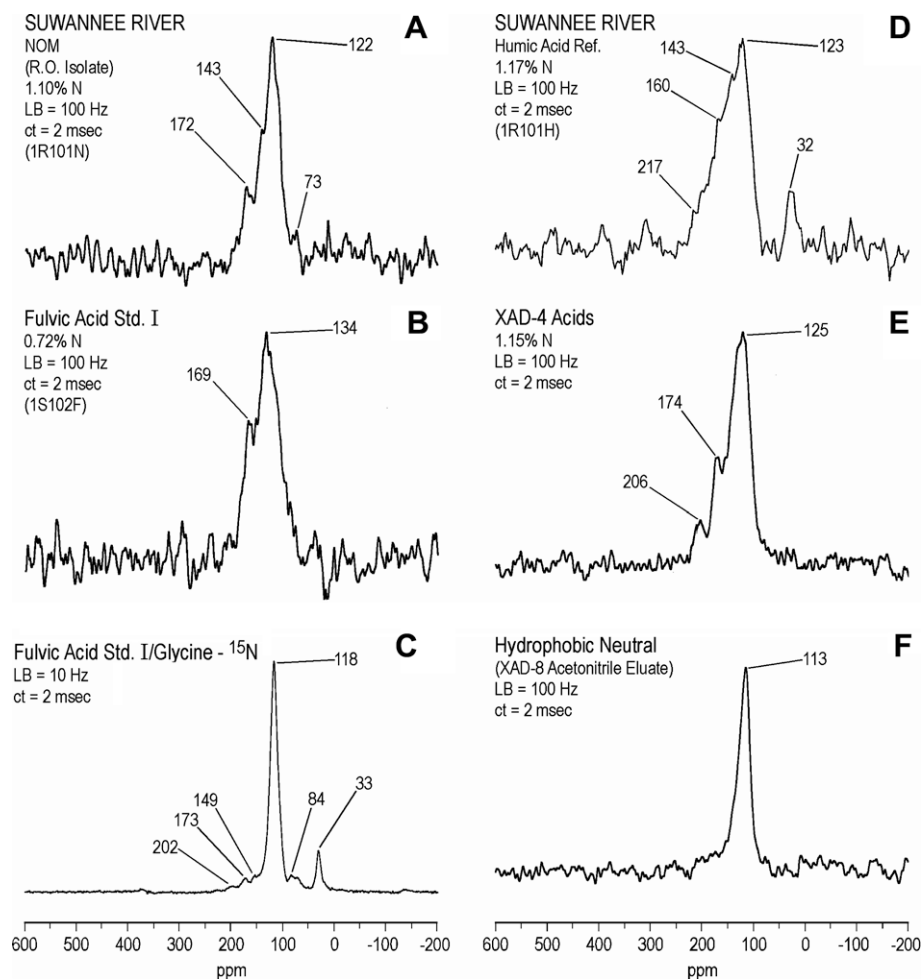 SUWANNEE RIVER
NOM
(R.O. Isolate)
1.10% N
LB = 100 Hz
ct = 2 msec
(1R101N)
A
122
143
172
73
SUWANNEE RIVER
Humic Acid Ref.
1.17% N
LB = 100 Hz
ct = 2 msec
(1R101H)
D
123
143
160
217
32
Fulvic Acid Std. I
0.72% N
LB = 100 Hz
ct = 2 msec
(1S102F)
B
134
169
XAD-4 Acids
1.15% N
LB = 100 Hz
ct = 2 msec
E
125
174
206
Fulvic Acid Std. I/Glycine - ¹⁵N
LB = 10 Hz
ct = 2 msec
C
118
149
173
202
84
33
Hydrophobic Neutral
(XAD-8 Acetonitrile Eluate)
LB = 100 Hz
ct = 2 msec
F
113
600 500 400 300 200 100 0 -100 -200
ppm
600 500 400 300 200 100 0 -100 -200
ppm